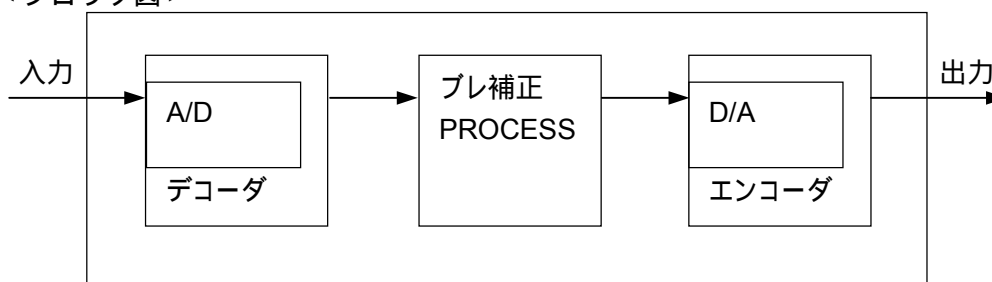 入力
A/D
デコーダ
ブレ補正
PROCESS
D/A
エンコーダ
出力